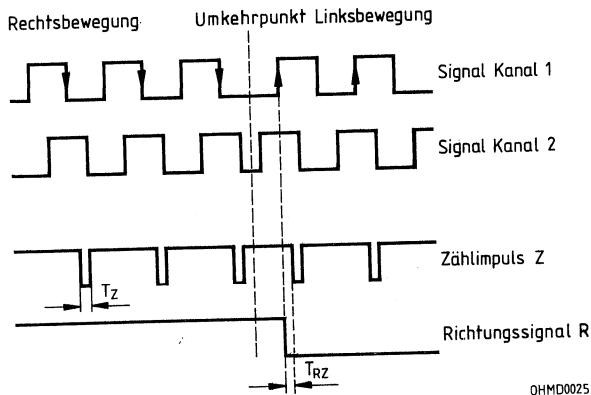 Rechtsbewegung
Umkehrpunkt Linksbewegung
Signal Kanal 1
Signal Kanal 2
Zählimpuls Z
TZ
Richtungssignal R
TRZ
OHMD0025